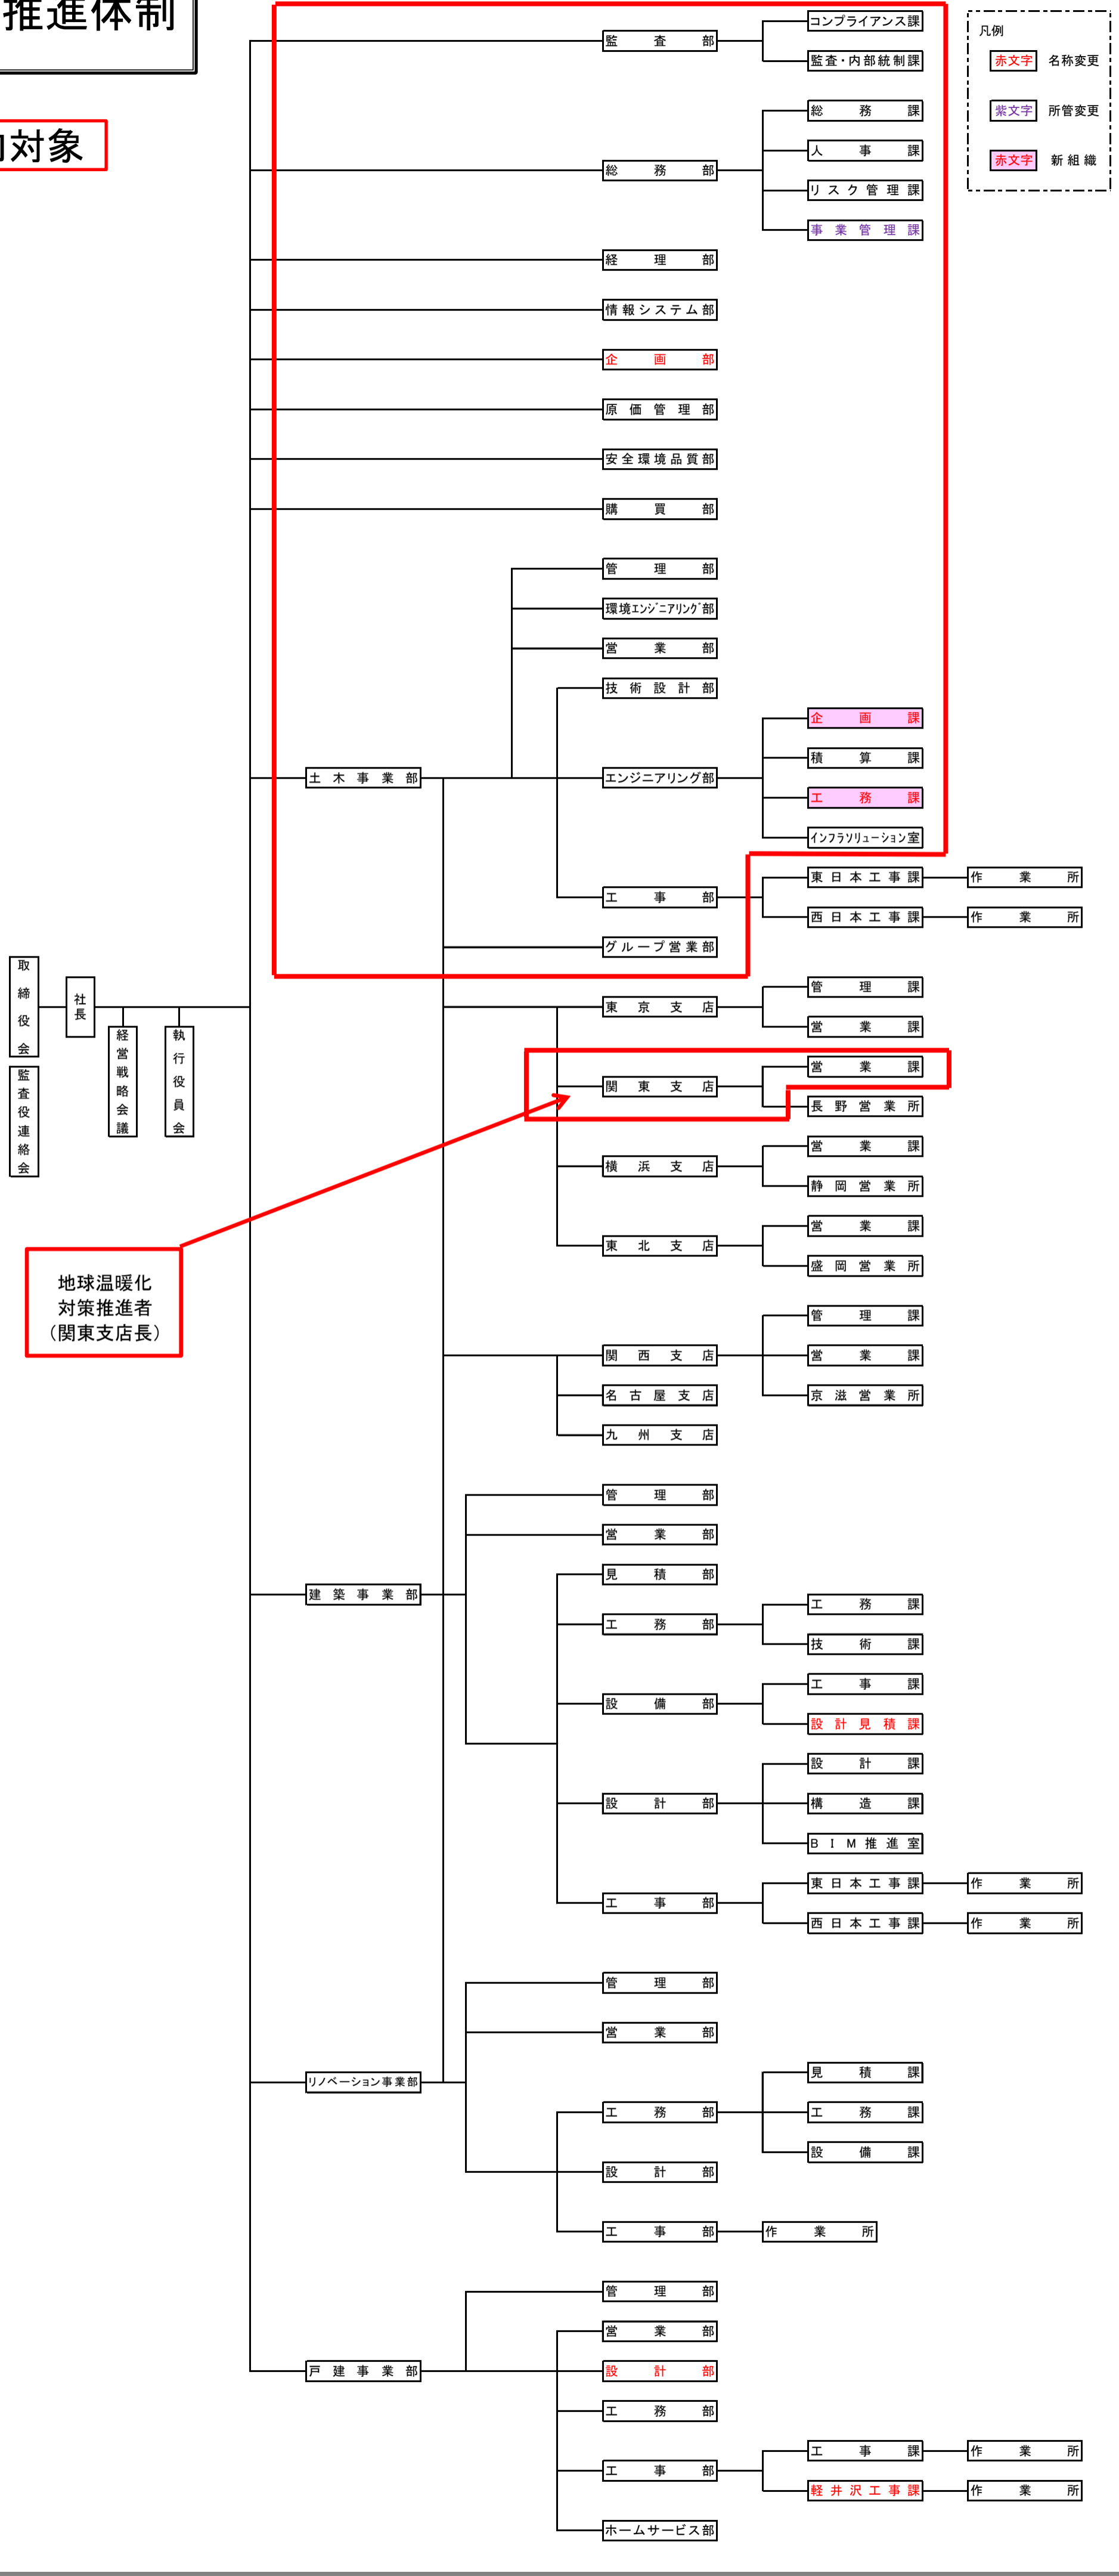 推進体制
対象
凡例
赤文字 名称変更
紫文字 所管変更
赤文字 新組織
監査部
コンプライアンス課
監査・内部統制課
総務部
総務課
人事課
リスク管理課
事業管理課
経理部
情報システム部
企画部
原価管理部
安全環境品質部
購買部
土木事業部
管理部
環境エンジニアリング部
営業部
技術設計部
エンジニアリング部
企画課
積算課
工務課
インフラソリューション室
工事部
東日本工事課 作業所
西日本工事課 作業所
グループ営業部
取締役会
監査役連絡会
社長
経営戦略会議
執行役員会
東京支店
管理課
営業課
関東支店
営業課
長野営業所
横浜支店
営業課
静岡営業所
東北支店
営業課
盛岡営業所
地球温暖化
対策推進者
（関東支店長）
関西支店
管理課
営業課
京滋営業所
名古屋支店
九州支店
建築事業部
管理部
営業部
見積部
工務部
工務課
技術課
設備部
工事課
設計見積課
設計部
設計課
構造課
BIM推進室
工事部
東日本工事課 作業所
西日本工事課 作業所
リノベーション事業部
管理部
営業部
工務部
見積課
工務課
設備課
設計部
工事部 作業所
戸建事業部
管理部
営業部
設計部
工務部
工事部
工事課 作業所
軽井沢工事課 作業所
ホームサービス部